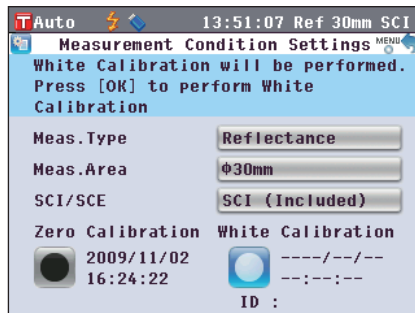 T Auto 13:51:07 Ref 30mm SCI
Measurement Condition Settings MENU
White Calibration will be performed.
Press [OK] to perform White
Calibration
Meas.Type Reflectance
Meas.Area Φ30mm
SCI/SCE SCI (Included)
Zero Calibration White Calibration
2009/11/02 ----/--/--
16:24:22 --:--:--
ID :